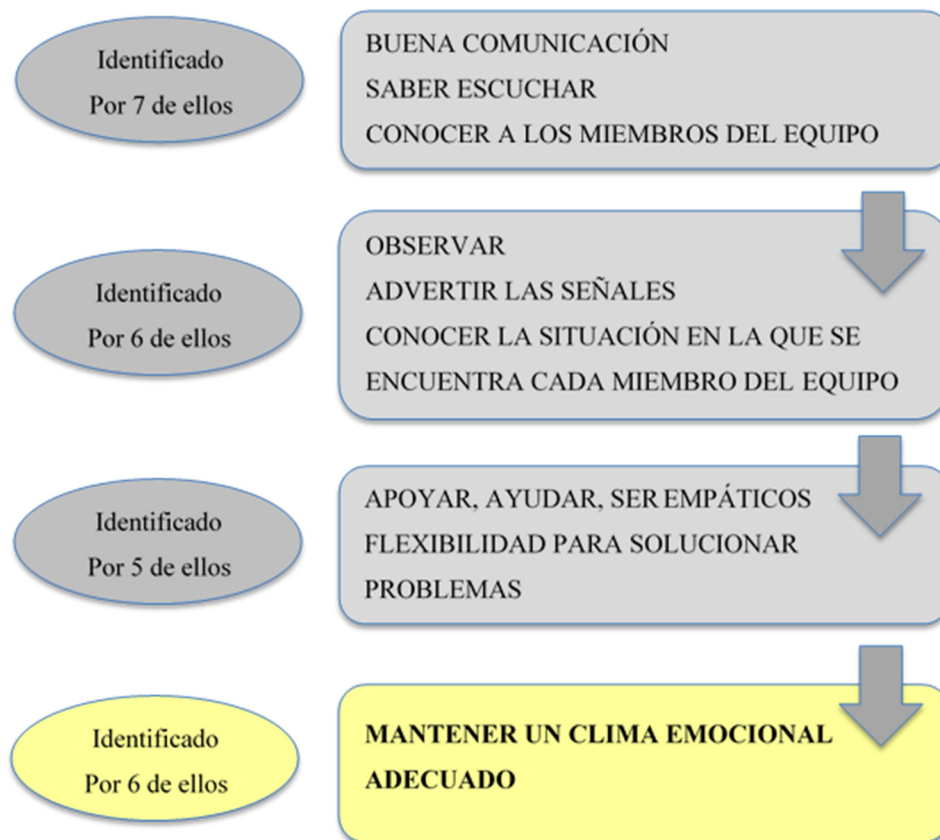 Identificado
Por 7 de ellos
BUENA COMUNICACIÓN
SABER ESCUCHAR
CONOCER A LOS MIEMBROS DEL EQUIPO
Identificado
Por 6 de ellos
OBSERVAR
ADVERTIR LAS SEÑALES
CONOCER LA SITUACIÓN EN LA QUE SE
ENCUENTRA CADA MIEMBRO DEL EQUIPO
Identificado
Por 5 de ellos
APOYAR, AYUDAR, SER EMPÁTICOS
FLEXIBILIDAD PARA SOLUCIONAR
PROBLEMAS
Identificado
Por 6 de ellos
MANTENER UN CLIMA EMOCIONAL
ADECUADO